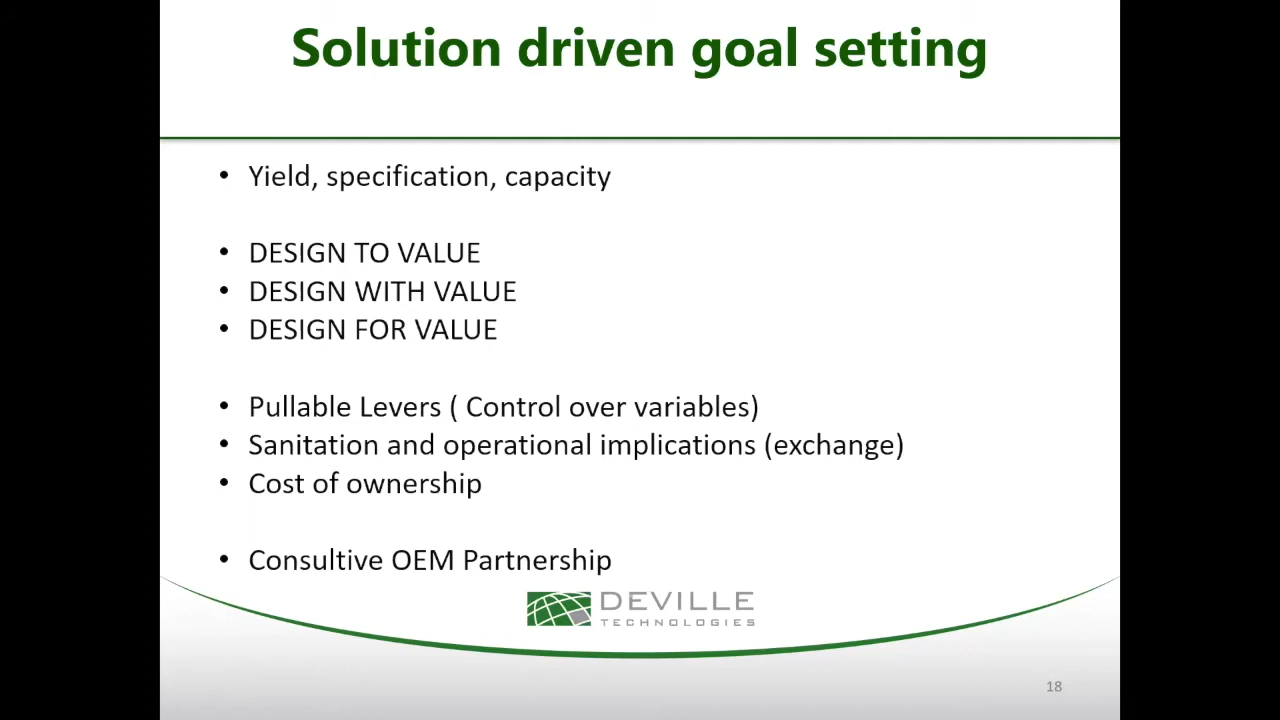 Solution driven goal setting
• Yield, specification, capacity
• DESIGN TO VALUE
• DESIGN WITH VALUE
• DESIGN FOR VALUE
• Pullable Levers ( Control over variables)
• Sanitation and operational implications (exchange)
• Cost of ownership
• Consultive OEM Partnership
DEVILLE
TECHNOLOGIES
18